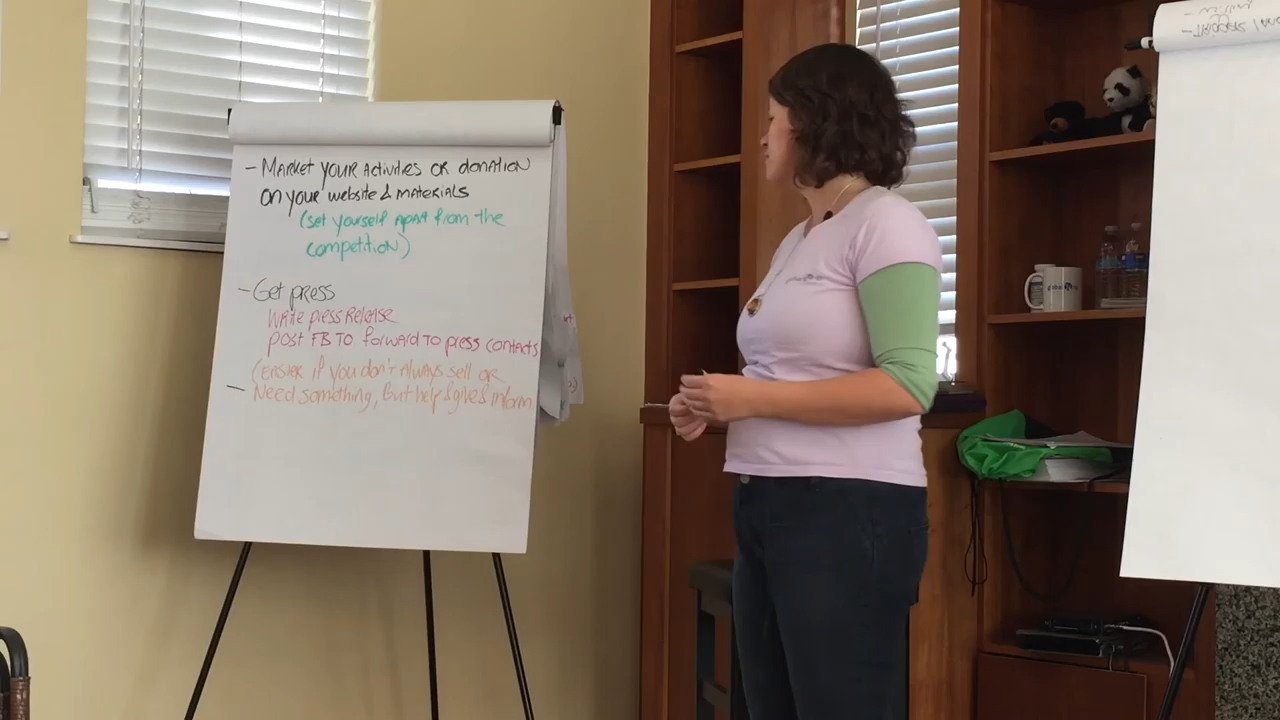 - MARKET YOUR ACTIVITIES OR DONATION
ON YOUR WEBSITE & MATERIALS
(set yourself apart from the
competition)
- Get press
Write press Release
post FB TO forward TO press contacts
(EASIER if you don't Always sell or
- Need something, But help & give & inform
global